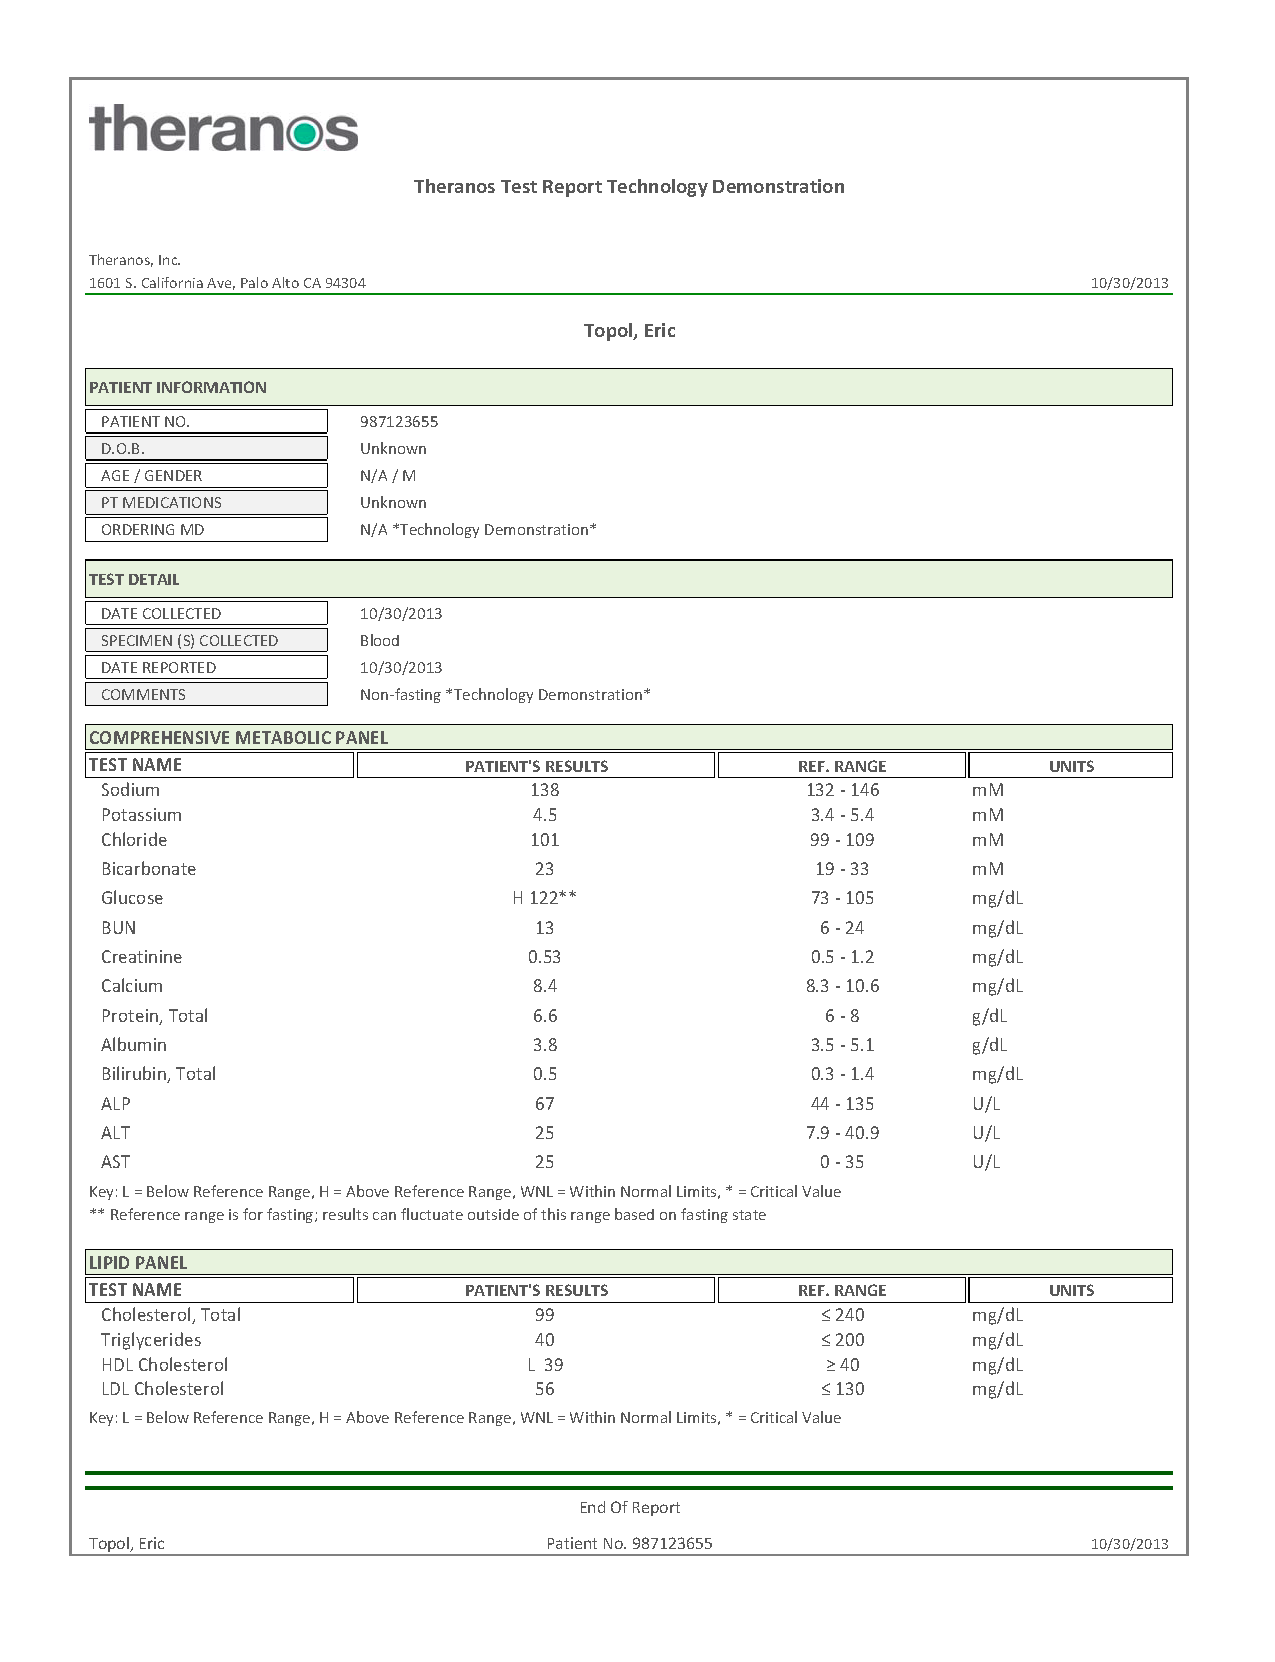 theranos
Theranos Test Report Technology Demonstration
Theranos, Inc.
1601 S. California Ave, Palo Alto CA 94304 10/30/2013
Topol, Eric
PATIENT INFORMATION
PATIENT NO. 987123655
D.O.B. Unknown
AGE / GENDER N/A / M
PT MEDICATIONS Unknown
ORDERING MD N/A *Technology Demonstration*
TEST DETAIL
DATE COLLECTED 10/30/2013
SPECIMEN (S) COLLECTED Blood
DATE REPORTED 10/30/2013
COMMENTS Non-fasting *Technology Demonstration*
COMPREHENSIVE METABOLIC PANEL
TEST NAME PATIENT'S RESULTS REF. RANGE UNITS
Sodium 138 132 - 146 mM
Potassium 4.5 3.4 - 5.4 mM
Chloride 101 99 - 109 mM
Bicarbonate 23 19 - 33 mM
Glucose H 122** 73 - 105 mg/dL
BUN 13 6 - 24 mg/dL
Creatinine 0.53 0.5 - 1.2 mg/dL
Calcium 8.4 8.3 - 10.6 mg/dL
Protein, Total 6.6 6 - 8 g/dL
Albumin 3.8 3.5 - 5.1 g/dL
Bilirubin, Total 0.5 0.3 - 1.4 mg/dL
ALP 67 44 - 135 U/L
ALT 25 7.9 - 40.9 U/L
AST 25 0 - 35 U/L
Key: L = Below Reference Range, H = Above Reference Range, WNL = Within Normal Limits, * = Critical Value
** Reference range is for fasting; results can fluctuate outside of this range based on fasting state
LIPID PANEL
TEST NAME PATIENT'S RESULTS REF. RANGE UNITS
Cholesterol, Total 99 ≤ 240 mg/dL
Triglycerides 40 ≤ 200 mg/dL
HDL Cholesterol L 39 ≥ 40 mg/dL
LDL Cholesterol 56 ≤ 130 mg/dL
Key: L = Below Reference Range, H = Above Reference Range, WNL = Within Normal Limits, * = Critical Value
End Of Report
Topol, Eric Patient No. 987123655 10/30/2013